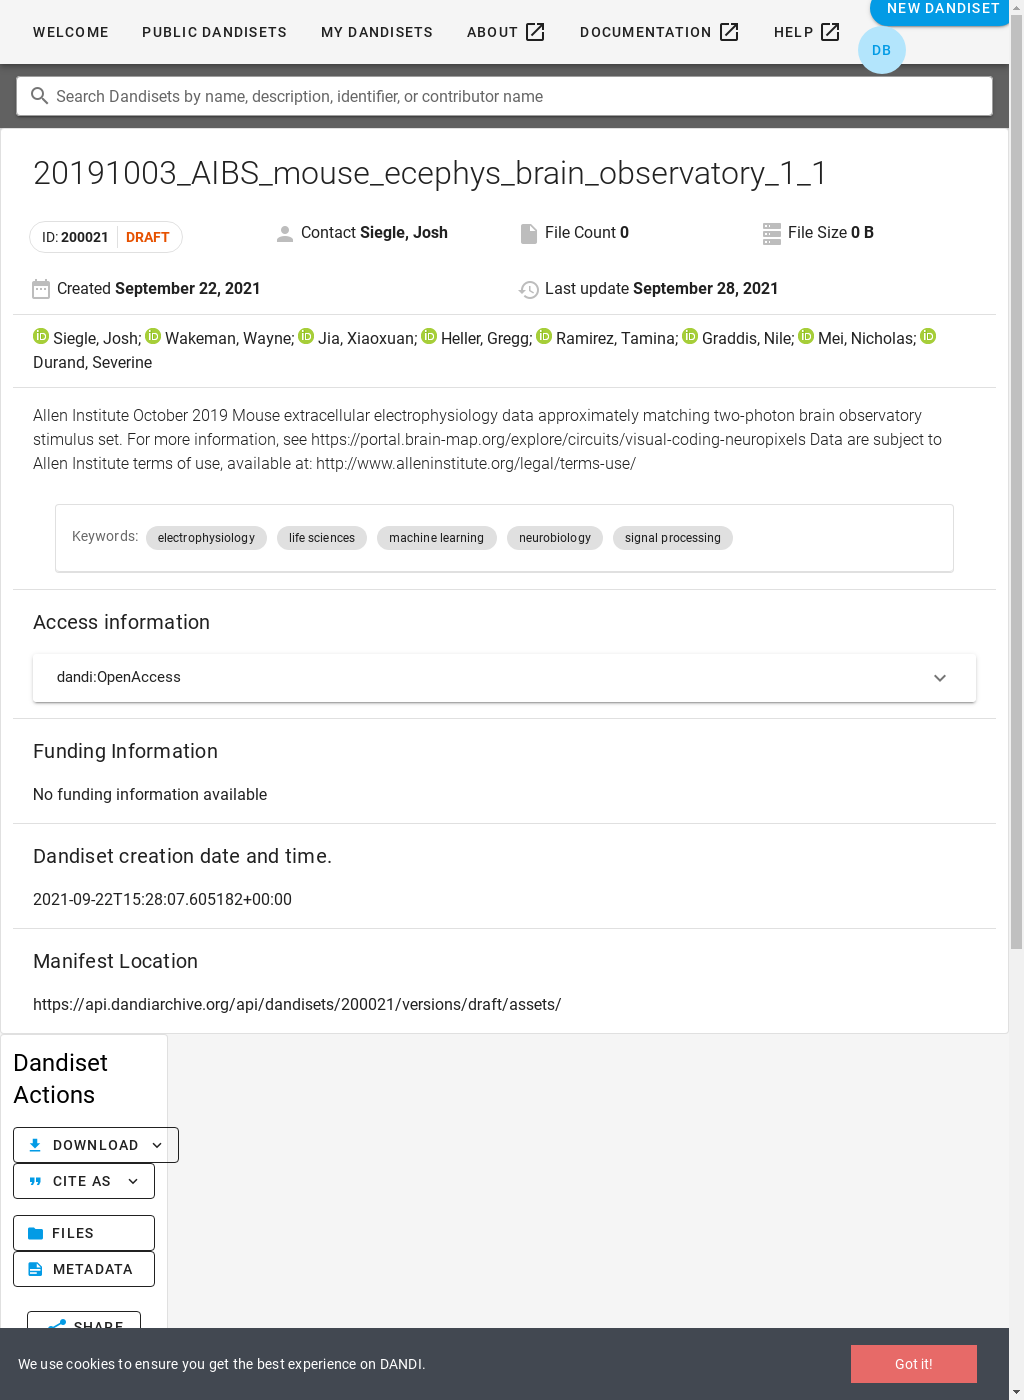 NEW DANDISET
WELCOME PUBLIC DANDISETS MY DANDISETS ABOUT DOCUMENTATION HELP
DB
Search Dandisets by name, description, identifier, or contributor name
20191003_AIBS_mouse_ecephys_brain_observatory_1_1
ID: 200021 DRAFT Contact Siegle, Josh File Count 0 File Size 0 B
Created September 22, 2021 Last update September 28, 2021
Siegle, Josh; Wakeman, Wayne; Jia, Xiaoxuan; Heller, Gregg; Ramirez, Tamina; Graddis, Nile; Mei, Nicholas;
Durand, Severine
Allen Institute October 2019 Mouse extracellular electrophysiology data approximately matching two-photon brain observatory
stimulus set. For more information, see https://portal.brain-map.org/explore/circuits/visual-coding-neuropixels Data are subject to
Allen Institute terms of use, available at: http://www.alleninstitute.org/legal/terms-use/
Keywords: electrophysiology life sciences machine learning neurobiology signal processing
Access information
dandi:OpenAccess
Funding Information
No funding information available
Dandiset creation date and time.
2021-09-22T15:28:07.605182+00:00
Manifest Location
https://api.dandiarchive.org/api/dandisets/200021/versions/draft/assets/
Dandiset
Actions
DOWNLOAD
CITE AS
FILES
METADATA
SHARE
We use cookies to ensure you get the best experience on DANDI.
Got it!